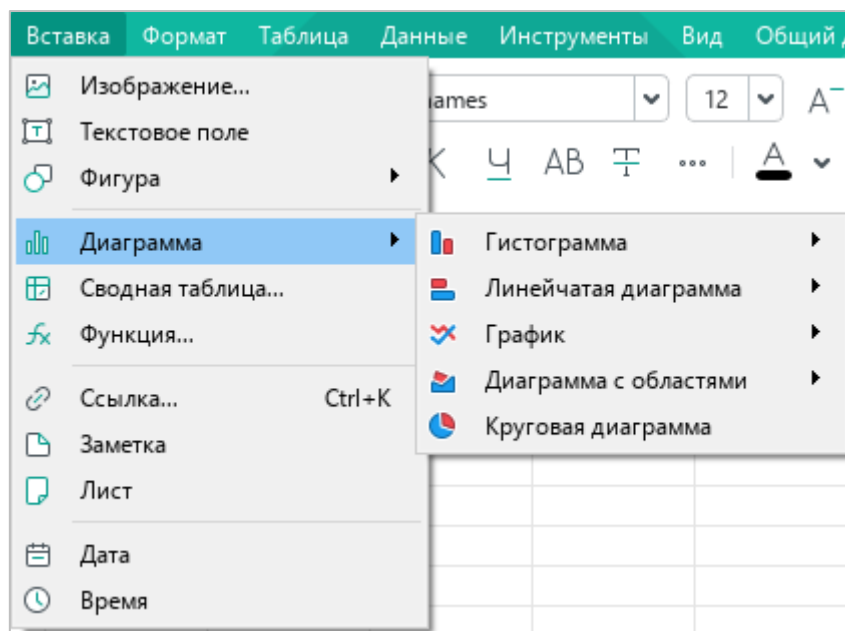 Вставка Формат Таблица Данные Инструменты Вид Общий
Изображение...
ames 12 A
Текстовое поле
К Ч АВ Т ... А
Фигура
Диаграмма
Гистограмма
Сводная таблица...
Линейчатая диаграмма
Функция...
График
Диаграмма с областями
Ссылка... Ctrl+K
Круговая диаграмма
Заметка
Лист
Дата
Время